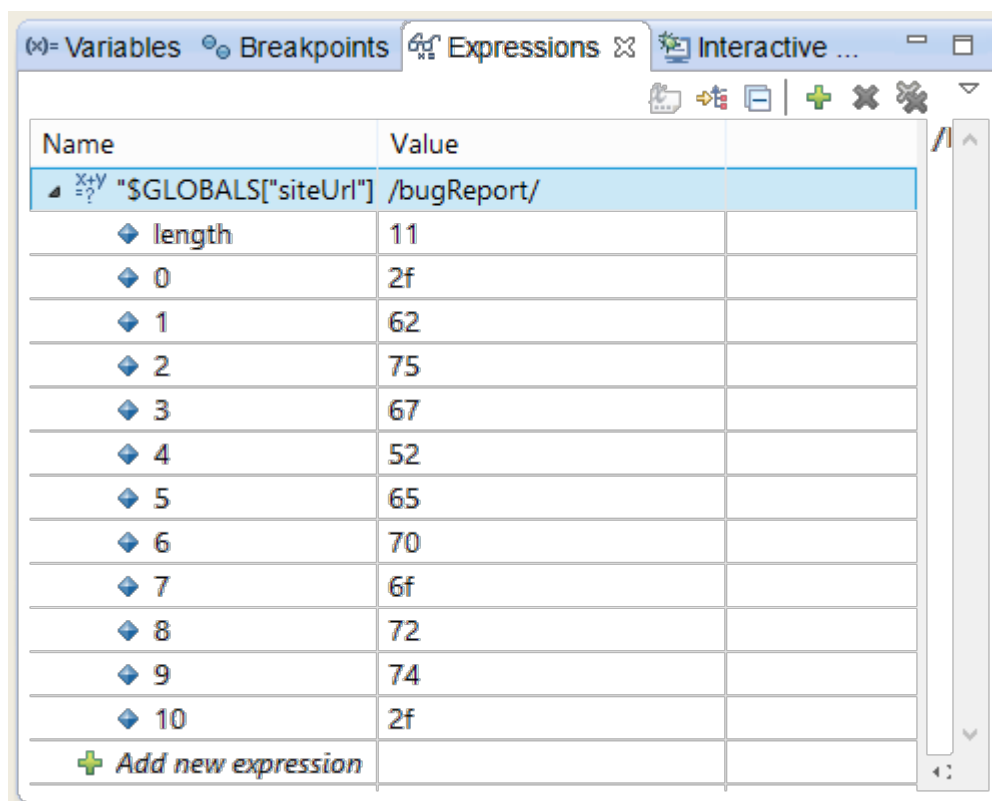 (x)= Variables Breakpoints Expressions Interactive ...
Name Value
x+y=? "$GLOBALS["siteUrl"] /bugReport/
length 11
0 2f
1 62
2 75
3 67
4 52
5 65
6 70
7 6f
8 72
9 74
10 2f
Add new expression